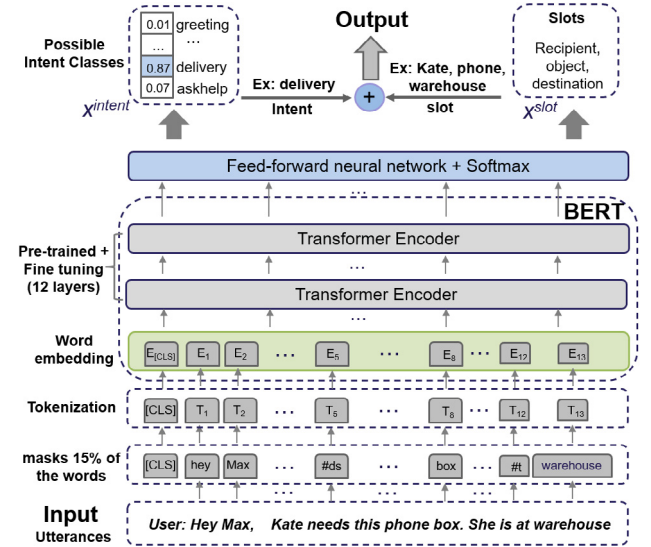 Possible
Intent Classes
0.01 greeting
... ...
0.87 delivery
0.07 askhelp
X^intent
Output
Ex: delivery
Intent
+
Ex: Kate, phone,
warehouse
slot
Slots
Recipient,
object,
destination
X^slot
Feed-forward neural network + Softmax
...
BERT
Pre-trained +
Fine tuning
(12 layers)
Transformer Encoder
...
Transformer Encoder
...
Word
embedding
E[CLS] E1 E2 ... E5 ... E8 ... E12 E13
Tokenization
[CLS] T1 T2 ... T5 ... T8 ... T12 T13
masks 15% of
the words
[CLS] hey Max ... #ds ... box ... #t warehouse
... ...
Input
Utterances
User: Hey Max, Kate needs this phone box. She is at warehouse